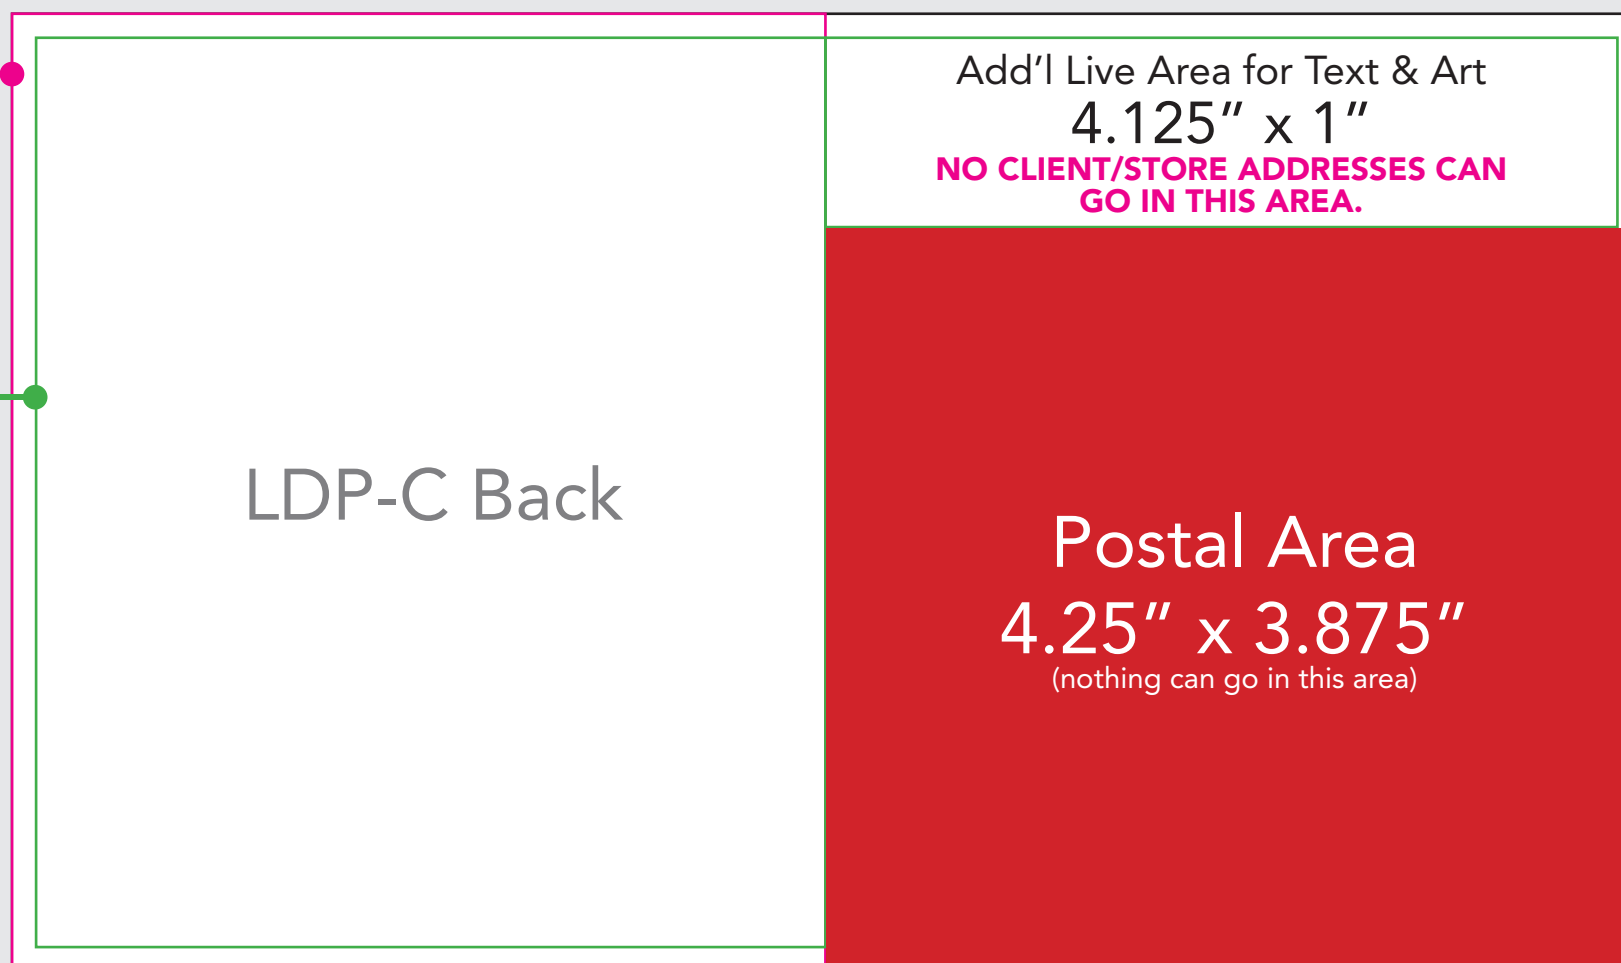 Add’l Live Area for Text & Art
4.125” x 1”
NO CLIENT/STORE ADDRESSES CAN
GO IN THIS AREA.
LDP-C Back
Postal Area
4.25” x 3.875”
(nothing can go in this area)